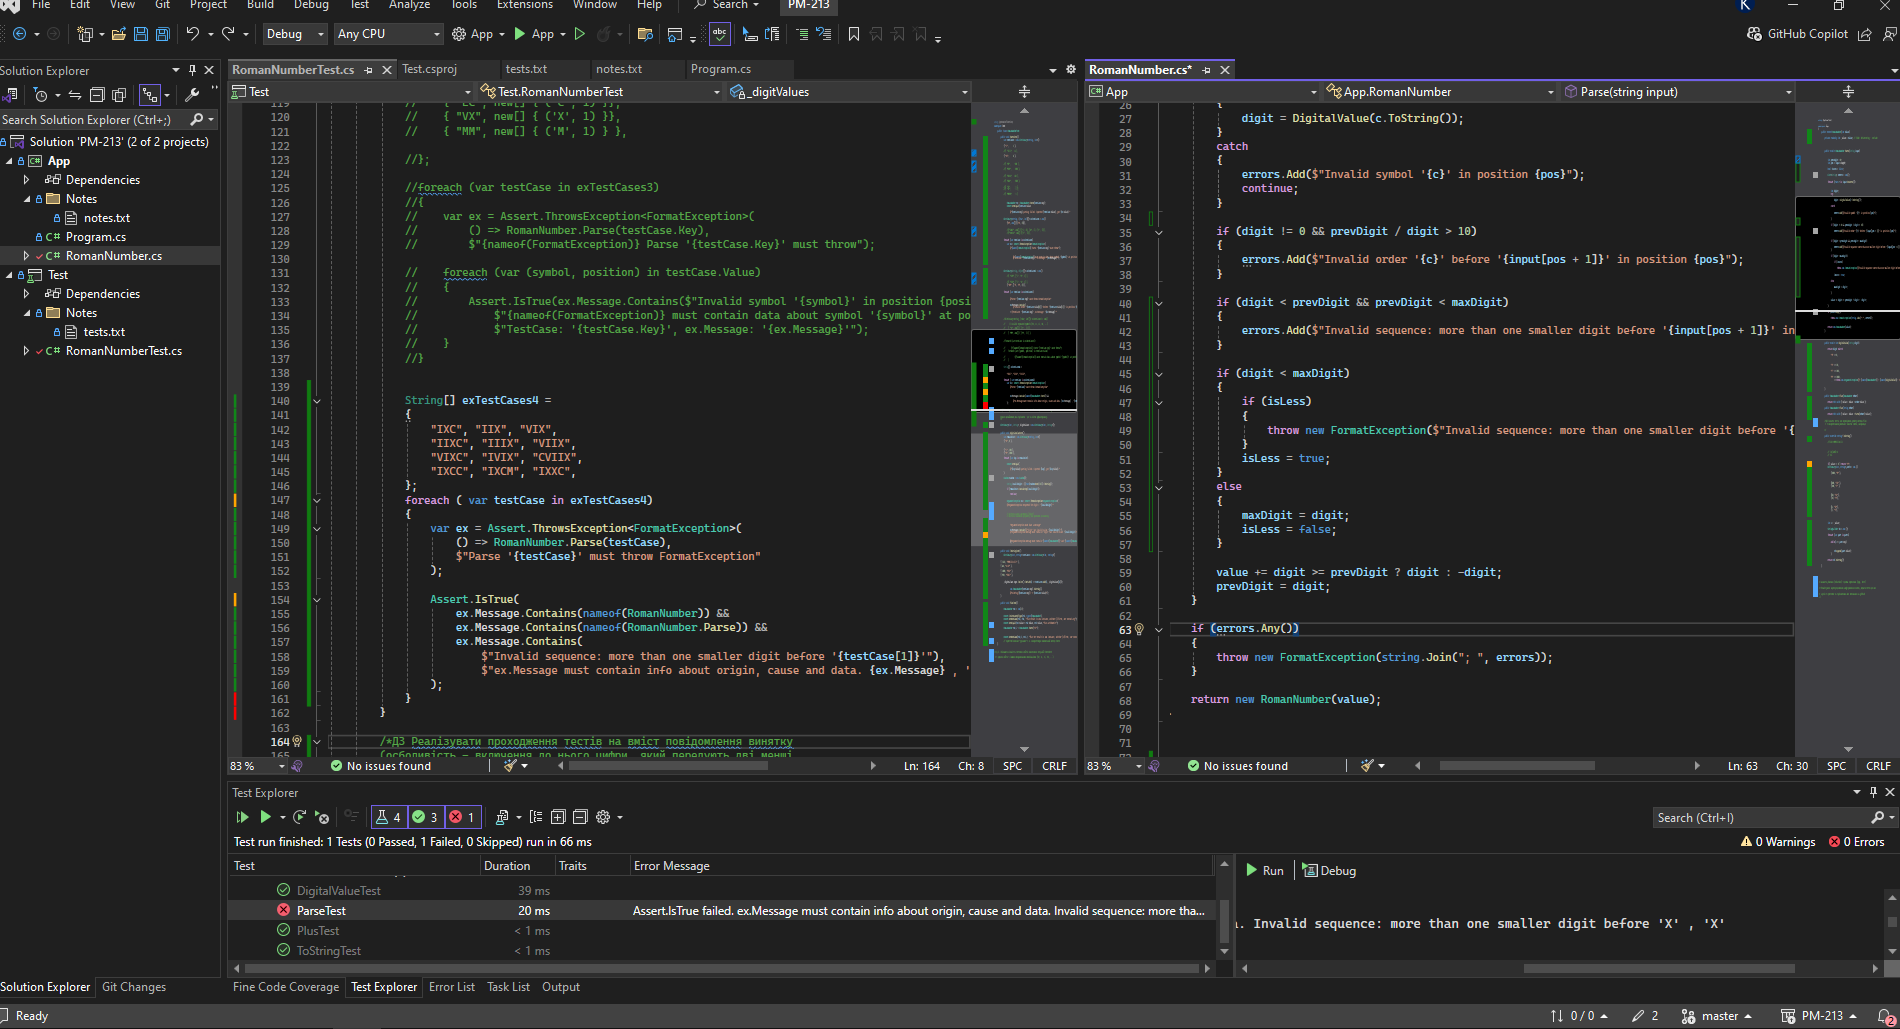 File Edit View Git Project Build Debug Test Analyze Tools Extensions Window Help Search PM-213 K
Debug Any CPU App App GitHub Copilot
Solution Explorer
Search Solution Explorer (Ctrl+;)
Solution 'PM-213' (2 of 2 projects)
App
Dependencies
Notes
notes.txt
Program.cs
RomanNumber.cs
Test
Dependencies
Notes
tests.txt
RomanNumberTest.cs
Solution Explorer Git Changes
RomanNumberTest.cs Test.csproj tests.txt notes.txt Program.cs
Test Test.RomanNumberTest _digitValues
120 // { "VX", new[] { ('X', 1) }},
121 // { "MM", new[] { ('M', 1) } },
122
123 //};
124
125 //foreach (var testCase in exTestCases3)
126 //{
127 // var ex = Assert.ThrowsException<FormatException>(
128 // () => RomanNumber.Parse(testCase.Key),
129 // $"{nameof(FormatException)} Parse '{testCase.Key}' must throw");
130
131 // foreach (var (symbol, position) in testCase.Value)
132 // {
133 // Assert.IsTrue(ex.Message.Contains($"Invalid symbol '{symbol}' in position {posi
134 // $"{nameof(FormatException)} must contain data about symbol '{symbol}' at po
135 // $"TestCase: '{testCase.Key}', ex.Message: '{ex.Message}'");
136 // }
137 //}
138
139
140 String[] exTestCases4 =
141 {
142 "IXC", "IIX", "VIX",
143 "IIXC", "IIIX", "VIIX",
144 "VIXC", "IVIX", "CVIIX",
145 "IXCC", "IXCM", "IXXC",
146 };
147 foreach ( var testCase in exTestCases4)
148 {
149 var ex = Assert.ThrowsException<FormatException>(
150 () => RomanNumber.Parse(testCase),
151 $"Parse '{testCase}' must throw FormatException"
152 );
153
154 Assert.IsTrue(
155 ex.Message.Contains(nameof(RomanNumber)) &&
156 ex.Message.Contains(nameof(RomanNumber.Parse)) &&
157 ex.Message.Contains(
158 $"Invalid sequence: more than one smaller digit before '{testCase[1]}'"),
159 $"ex.Message must contain info about origin, cause and data. {ex.Message} , '
160 );
161 }
162 }
163
164 /*ДЗ Реалізувати проходження тестів на вміст повідомлення винятку
83 % No issues found Ln: 164 Ch: 8 SPC CRLF
RomanNumber.cs*
App App.RomanNumber Parse(string input)
26 {
27 digit = DigitalValue(c.ToString());
28 }
29 catch
30 {
31 errors.Add($"Invalid symbol '{c}' in position {pos}");
32 continue;
33 }
34
35 if (digit != 0 && prevDigit / digit > 10)
36 {
37 errors.Add($"Invalid order '{c}' before '{input[pos + 1]}' in position {pos}");
38 }
39
40 if (digit < prevDigit && prevDigit < maxDigit)
41 {
42 errors.Add($"Invalid sequence: more than one smaller digit before '{input[pos + 1]}' in
43 }
44
45 if (digit < maxDigit)
46 {
47 if (isLess)
48 {
49 throw new FormatException($"Invalid sequence: more than one smaller digit before '{
50 }
51 isLess = true;
52 }
53 else
54 {
55 maxDigit = digit;
56 isLess = false;
57 }
58
59 value += digit >= prevDigit ? digit : -digit;
60 prevDigit = digit;
61 }
62
63 if (errors.Any())
64 {
65 throw new FormatException(string.Join("; ", errors));
66 }
67
68 return new RomanNumber(value);
69
70
71
83 % No issues found Ln: 63 Ch: 30 SPC CRLF
Test Explorer
4 3 1 Search (Ctrl+I)
Test run finished: 1 Tests (0 Passed, 1 Failed, 0 Skipped) run in 66 ms 0 Warnings 0 Errors
Test Duration Traits Error Message
DigitalValueTest 39 ms
ParseTest 20 ms Assert.IsTrue failed. ex.Message must contain info about origin, cause and data. Invalid sequence: more tha...
PlusTest < 1 ms
ToStringTest < 1 ms
Run Debug
. Invalid sequence: more than one smaller digit before 'X' , 'X'
Fine Code Coverage Test Explorer Error List Task List Output
Ready 0 / 0 2 master PM-213 2